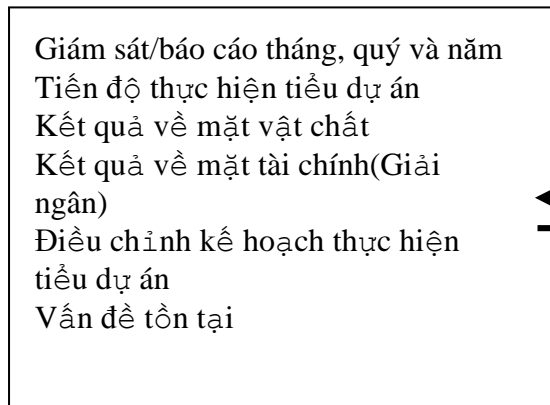 Giám sát/báo cáo tháng, quý và năm
Tiến độ thực hiện tiểu dự án
Kết quả về mặt vật chất
Kết quả về mặt tài chính(Giải
ngân)
Điều chỉnh kế hoạch thực hiện
tiểu dự án
Vấn đề tồn tại